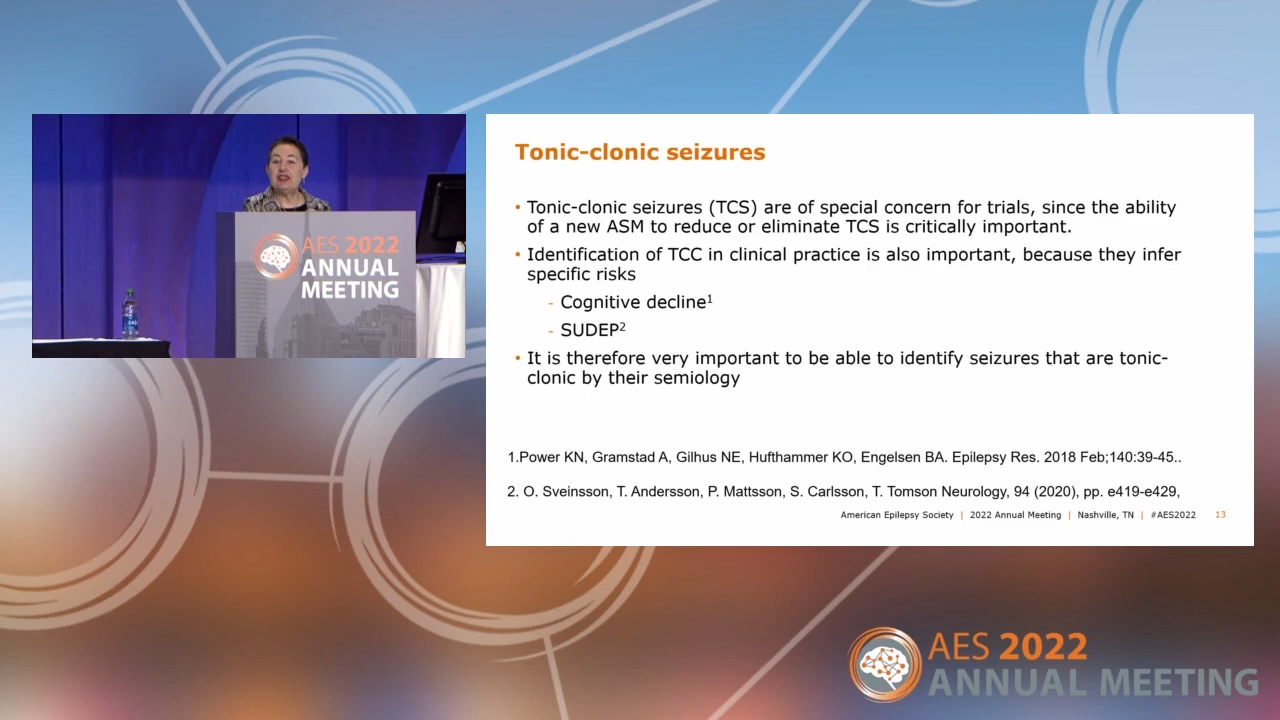 AES 2022
ANNUAL
MEETING
Tonic-clonic seizures
• Tonic-clonic seizures (TCS) are of special concern for trials, since the ability
of a new ASM to reduce or eliminate TCS is critically important.
• Identification of TCC in clinical practice is also important, because they infer
specific risks
- Cognitive decline1
- SUDEP2
• It is therefore very important to be able to identify seizures that are tonic-
clonic by their semiology
1.Power KN, Gramstad A, Gilhus NE, Hufthammer KO, Engelsen BA. Epilepsy Res. 2018 Feb;140:39-45..
2. O. Sveinsson, T. Andersson, P. Mattsson, S. Carlsson, T. Tomson Neurology, 94 (2020), pp. e419-e429,
American Epilepsy Society | 2022 Annual Meeting | Nashville, TN | #AES2022 13
AES 2022
ANNUAL MEETING